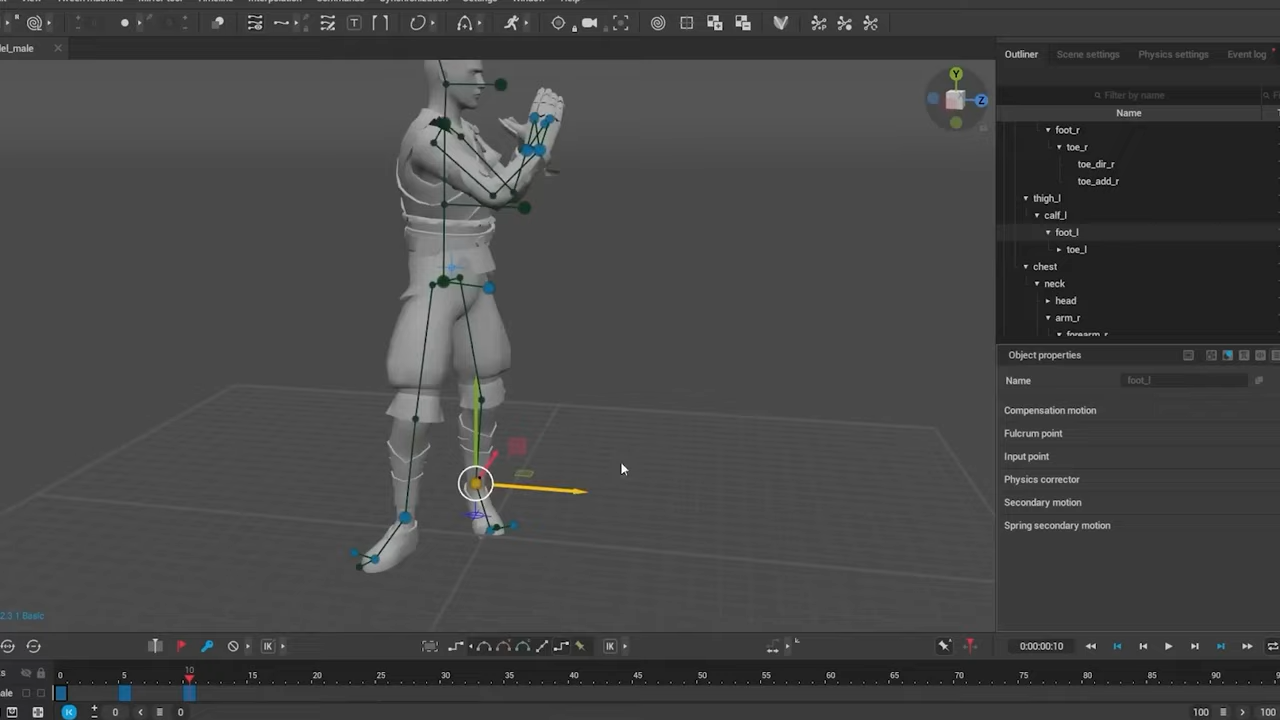 del_male
Outliner
Scene settings
Physics settings
Event log
Filter by name
Name
foot_r
toe_r
toe_dir_r
toe_add_r
thigh_l
calf_l
foot_l
toe_l
chest
neck
head
arm_r
forearm_r
Object properties
Name
foot_l
Compensation motion
Fulcrum point
Input point
Physics corrector
Secondary motion
Spring secondary motion
Y
Z
2.3.1 Basic
IK
IK
0:00:00:10
0 5 10 15 20 25 30 35 40 45 50 55 60 65 70 75 80 85 90
ale
0 0 100 100